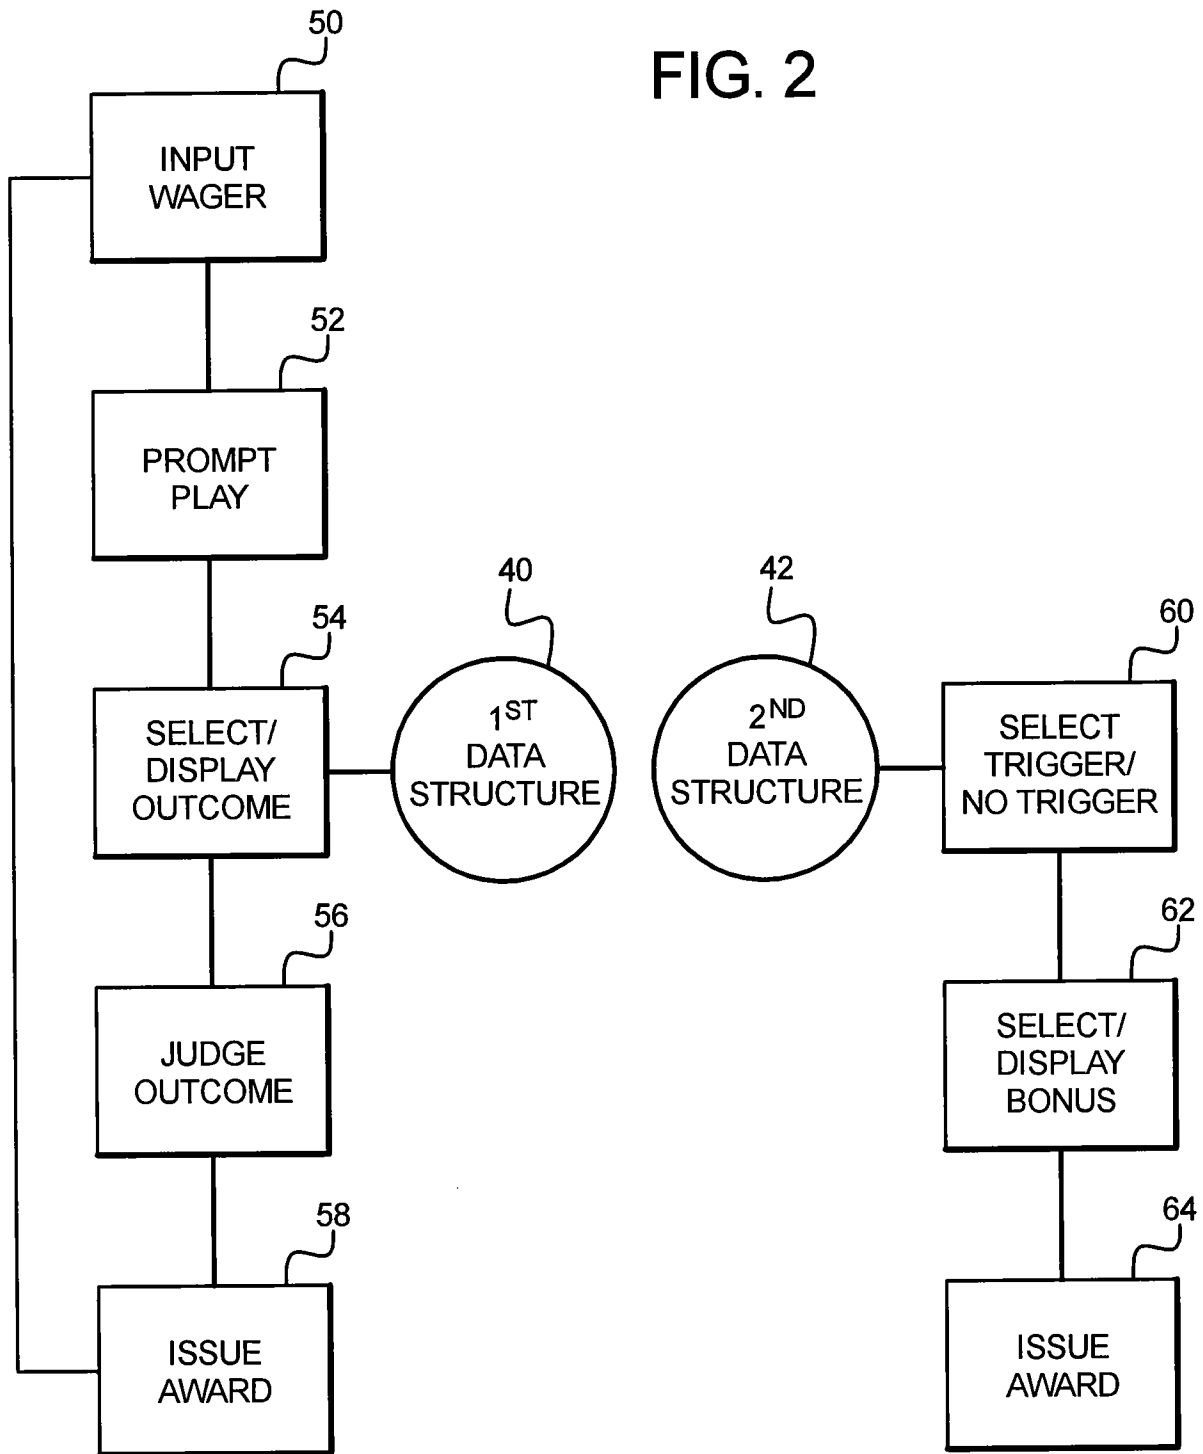 50
FIG. 2
INPUT
WAGER
52
PROMPT
PLAY
54
SELECT/
DISPLAY
OUTCOME
40
1ST
DATA
STRUCTURE
42
2ND
DATA
STRUCTURE
60
SELECT
TRIGGER/
NO TRIGGER
56
JUDGE
OUTCOME
62
SELECT/
DISPLAY
BONUS
58
ISSUE
AWARD
64
ISSUE
AWARD